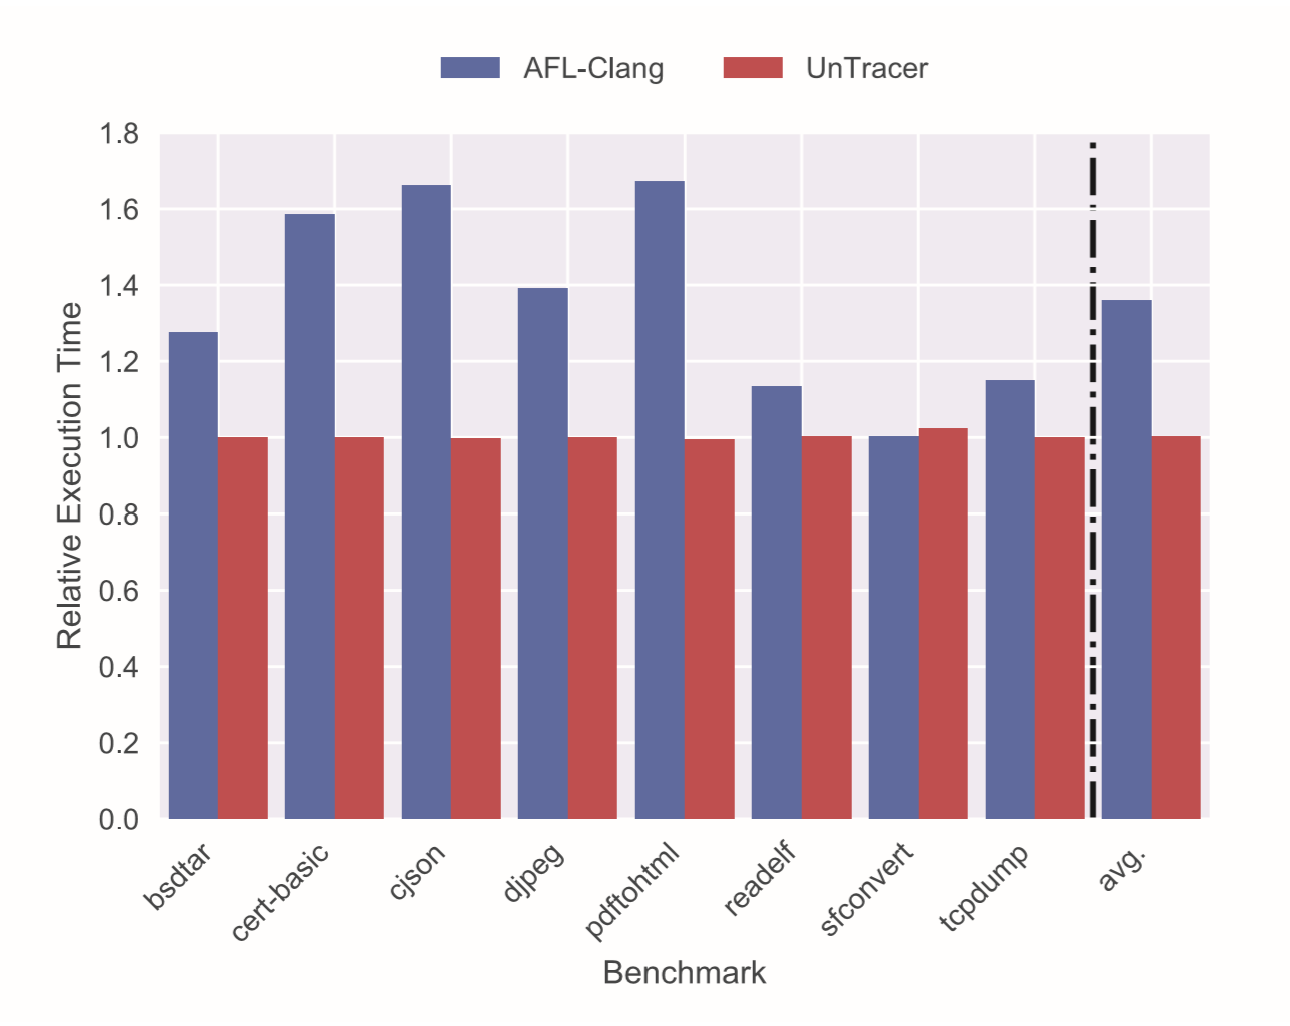 AFL-Clang UnTracer
1.8
1.6
1.4
1.2
1.0
0.8
0.6
0.4
0.2
0.0
Relative Execution Time
bsdtar cert-basic cjson djpeg pdftohtml readelf sfconvert tcpdump avg.
Benchmark